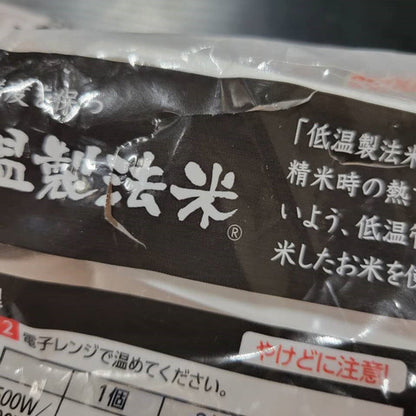 温製法米®
「低温製法米
精米時の熱
いよう、低温
米したお米を使
2 電子レンジで温めてください。
やけどに注意!
1個
500W/